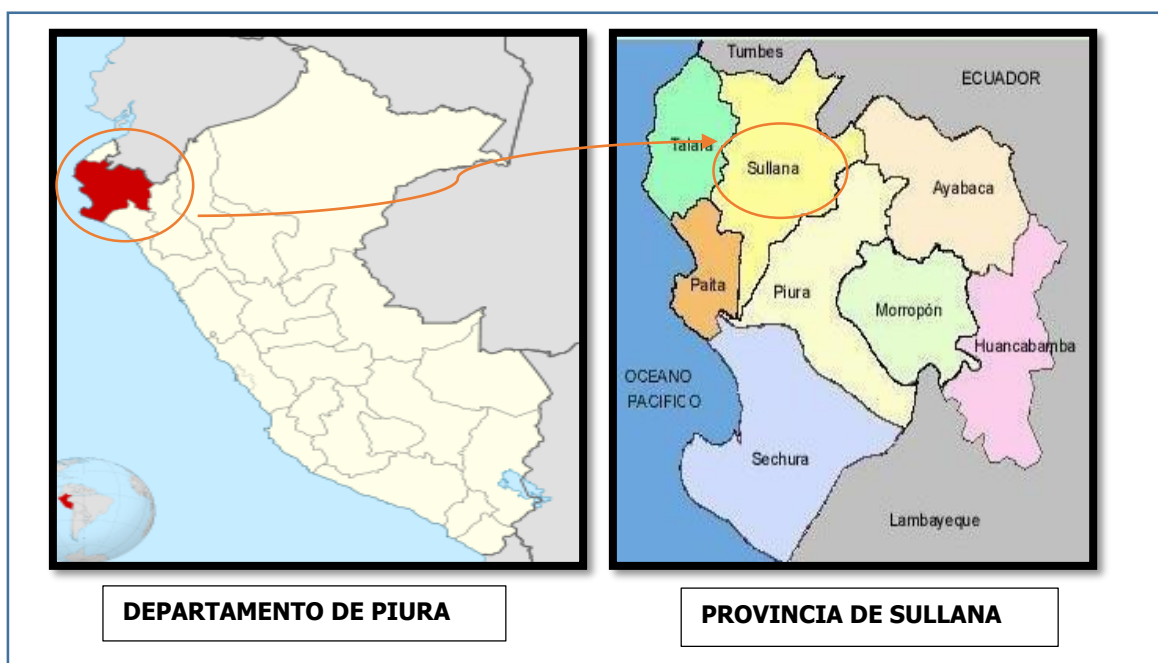 Tumbes
ECUADOR
Talara
Sullana
Ayabaca
Paita
Piura
Morropón
Huancabamba
OCEANO
PACIFICO
Sechura
Lambayeque
DEPARTAMENTO DE PIURA
PROVINCIA DE SULLANA